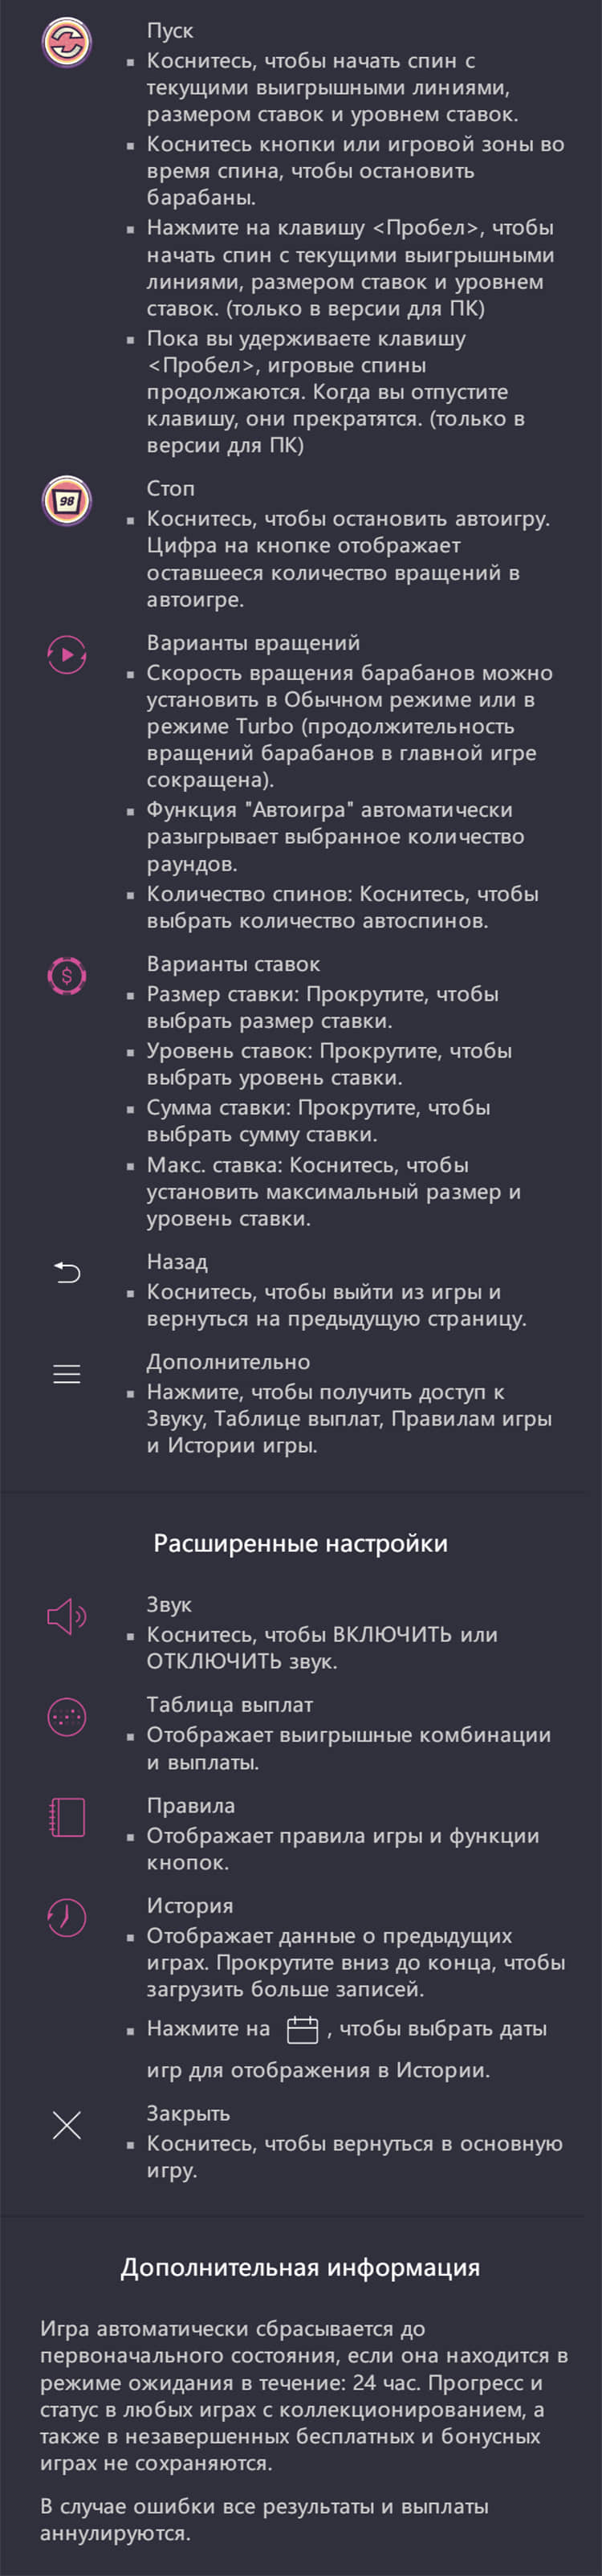 Пуск
▪ Коснитесь, чтобы начать спин с
текущими выигрышными линиями,
размером ставок и уровнем ставок.
▪ Коснитесь кнопки или игровой зоны во
время спина, чтобы остановить
барабаны.
▪ Нажмите на клавишу <Пробел>, чтобы
начать спин с текущими выигрышными
линиями, размером ставок и уровнем
ставок. (только в версии для ПК)
▪ Пока вы удерживаете клавишу
<Пробел>, игровые спины
продолжаются. Когда вы отпустите
клавишу, они прекратятся. (только в
версии для ПК)
98
Стоп
▪ Коснитесь, чтобы остановить автоигру.
Цифра на кнопке отображает
оставшееся количество вращений в
автоигре.
Варианты вращений
▪ Скорость вращения барабанов можно
установить в Обычном режиме или в
режиме Turbo (продолжительность
вращений барабанов в главной игре
сокращена).
▪ Функция "Автоигра" автоматически
разыгрывает выбранное количество
раундов.
▪ Количество спинов: Коснитесь, чтобы
выбрать количество автоспинов.
$
Варианты ставок
▪ Размер ставки: Прокрутите, чтобы
выбрать размер ставки.
▪ Уровень ставок: Прокрутите, чтобы
выбрать уровень ставки.
▪ Сумма ставки: Прокрутите, чтобы
выбрать сумму ставки.
▪ Макс. ставка: Коснитесь, чтобы
установить максимальный размер и
уровень ставки.
Назад
▪ Коснитесь, чтобы выйти из игры и
вернуться на предыдущую страницу.
Дополнительно
▪ Нажмите, чтобы получить доступ к
Звуку, Таблице выплат, Правилам игры
и Истории игры.
Расширенные настройки
Звук
▪ Коснитесь, чтобы ВКЛЮЧИТЬ или
ОТКЛЮЧИТЬ звук.
Таблица выплат
▪ Отображает выигрышные комбинации
и выплаты.
Правила
▪ Отображает правила игры и функции
кнопок.
История
▪ Отображает данные о предыдущих
играх. Прокрутите вниз до конца, чтобы
загрузить больше записей.
▪ Нажмите на , чтобы выбрать даты
игр для отображения в Истории.
Закрыть
▪ Коснитесь, чтобы вернуться в основную
игру.
Дополнительная информация
Игра автоматически сбрасывается до
первоначального состояния, если она находится в
режиме ожидания в течение: 24 час. Прогресс и
статус в любых играх с коллекционированием, а
также в незавершенных бесплатных и бонусных
играх не сохраняются.
В случае ошибки все результаты и выплаты
аннулируются.